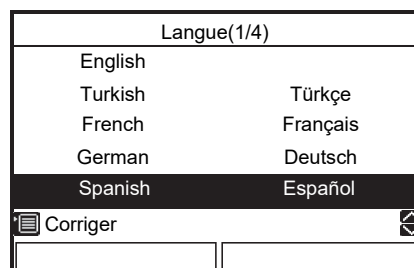 Langue(1/4)
English
Turkish Türkçe
French Français
German Deutsch
Spanish Español
Corriger